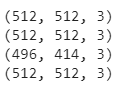 (512, 512, 3)
(512, 512, 3)
(496, 414, 3)
(512, 512, 3)